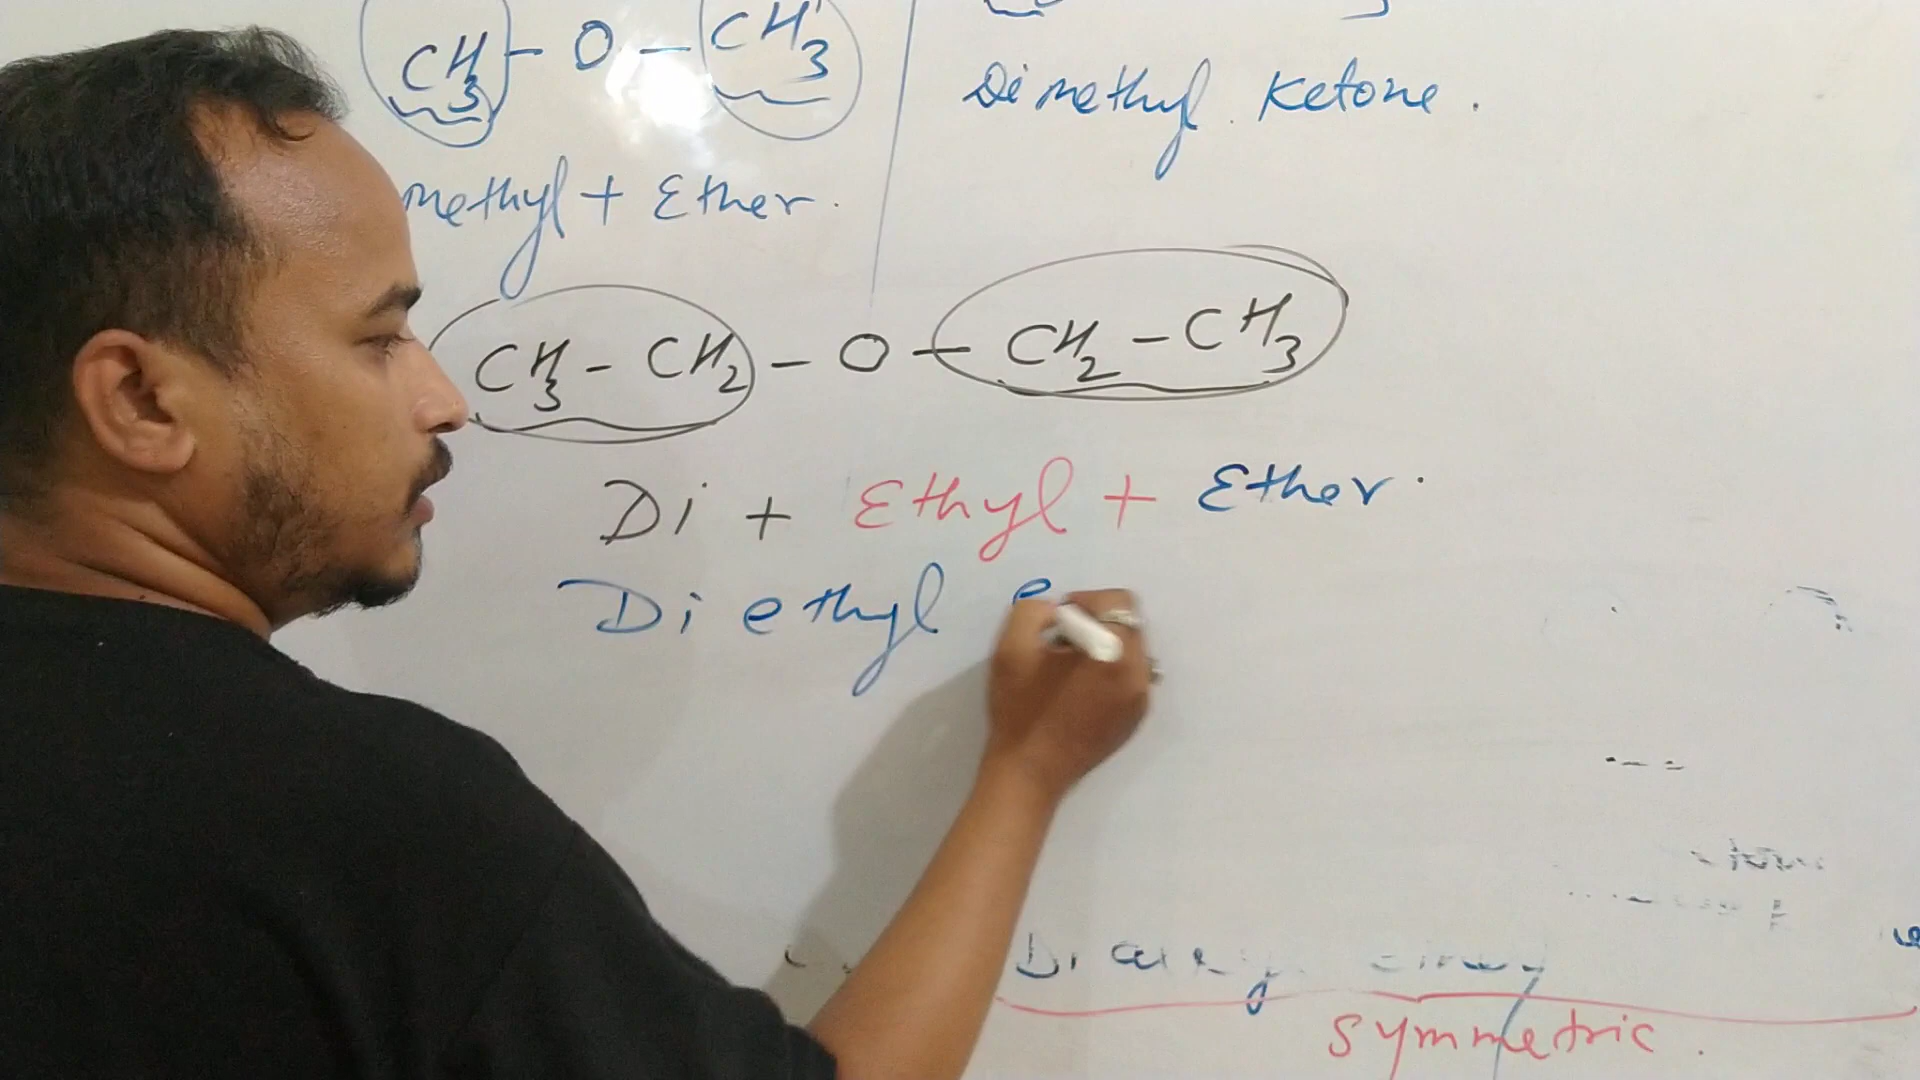 CH3 - O - CH3
Dimethyl Ketone.
methyl + Ether.
CH3 - CH2 - O - CH2 - CH3
Di + Ethyl + Ether.
Diethyl e
Symmetric.